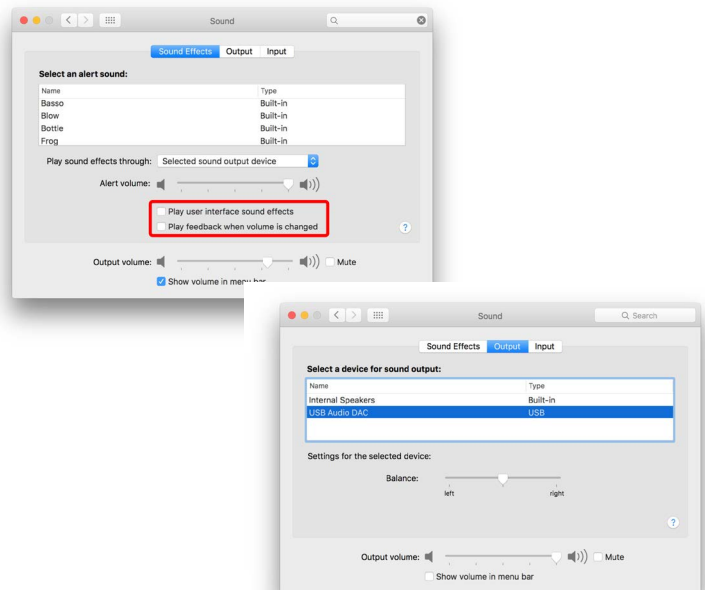 Sound
Sound Effects Output Input
Select an alert sound:
Name Type
Basso Built-in
Blow Built-in
Bottle Built-in
Frog Built-in
Play sound effects through: Selected sound output device
Alert volume:
Play user interface sound effects
Play feedback when volume is changed
?
Output volume: Mute
Show volume in menu bar
Sound Search
Sound Effects Output Input
Select a device for sound output:
Name Type
Internal Speakers Built-in
USB Audio DAC USB
Settings for the selected device:
Balance:
left right
?
Output volume: Mute
Show volume in menu bar